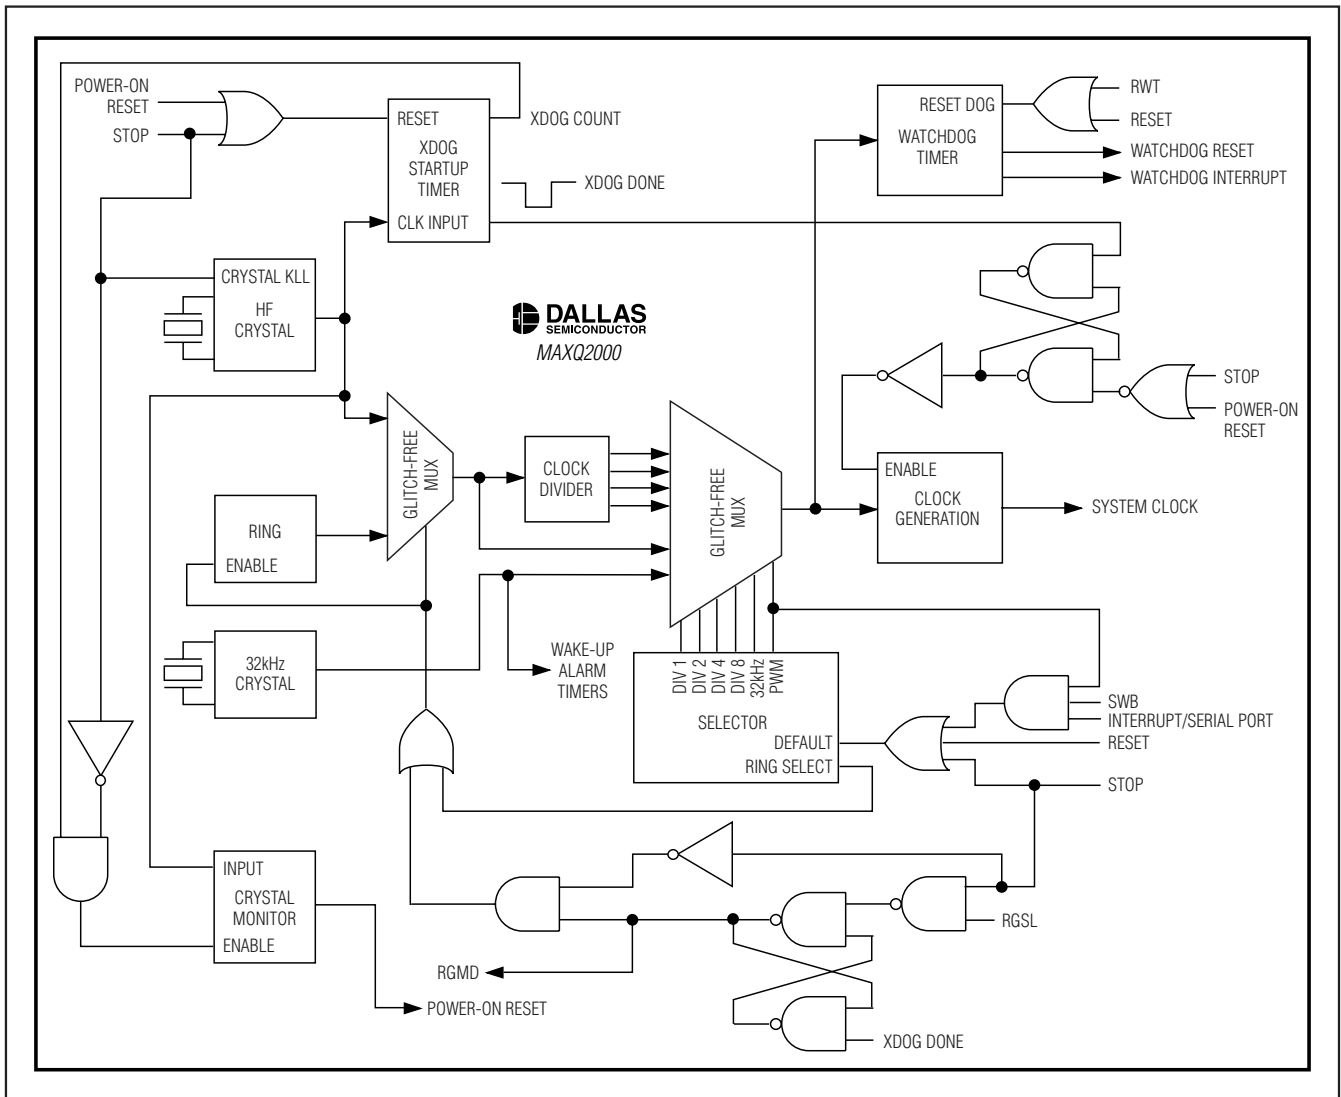 POWER-ON
RESET
STOP
RESET
XDOG
STARTUP
TIMER
CLK INPUT
XDOG COUNT
XDOG DONE
RESET DOG
WATCHDOG
TIMER
RWT
RESET
WATCHDOG RESET
WATCHDOG INTERRUPT
CRYSTAL KLL
HF
CRYSTAL
DALLAS
SEMICONDUCTOR
MAXQ2000
STOP
POWER-ON
RESET
GLITCH-FREE
MUX
CLOCK
DIVIDER
GLITCH-FREE
MUX
ENABLE
CLOCK
GENERATION
SYSTEM CLOCK
RING
ENABLE
32kHz
CRYSTAL
WAKE-UP
ALARM
TIMERS
DIV 1
DIV 2
DIV 4
DIV 8
32kHz
PWM
SELECTOR
DEFAULT
RING SELECT
SWB
INTERRUPT/SERIAL PORT
RESET
STOP
INPUT
CRYSTAL
MONITOR
ENABLE
RGSL
RGMD
POWER-ON RESET
XDOG DONE